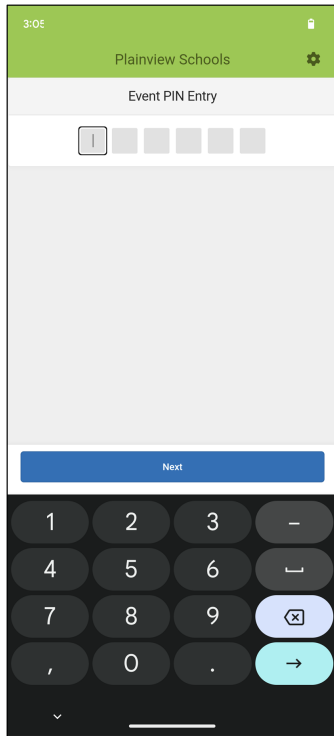 3:05
Plainview Schools
Event PIN Entry
Next
1 2 3 –
4 5 6
7 8 9
, 0 . →